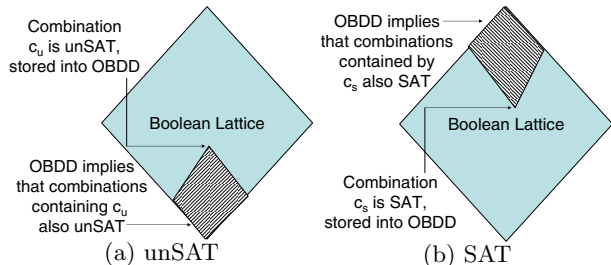 Combination
c_u is unSAT,
stored into OBDD
Boolean Lattice
OBDD implies
that combinations
containing c_u
also unSAT
(a) unSAT
OBDD implies
that combinations
contained by
c_s also SAT
Boolean Lattice
Combination
c_s is SAT,
stored into OBDD
(b) SAT